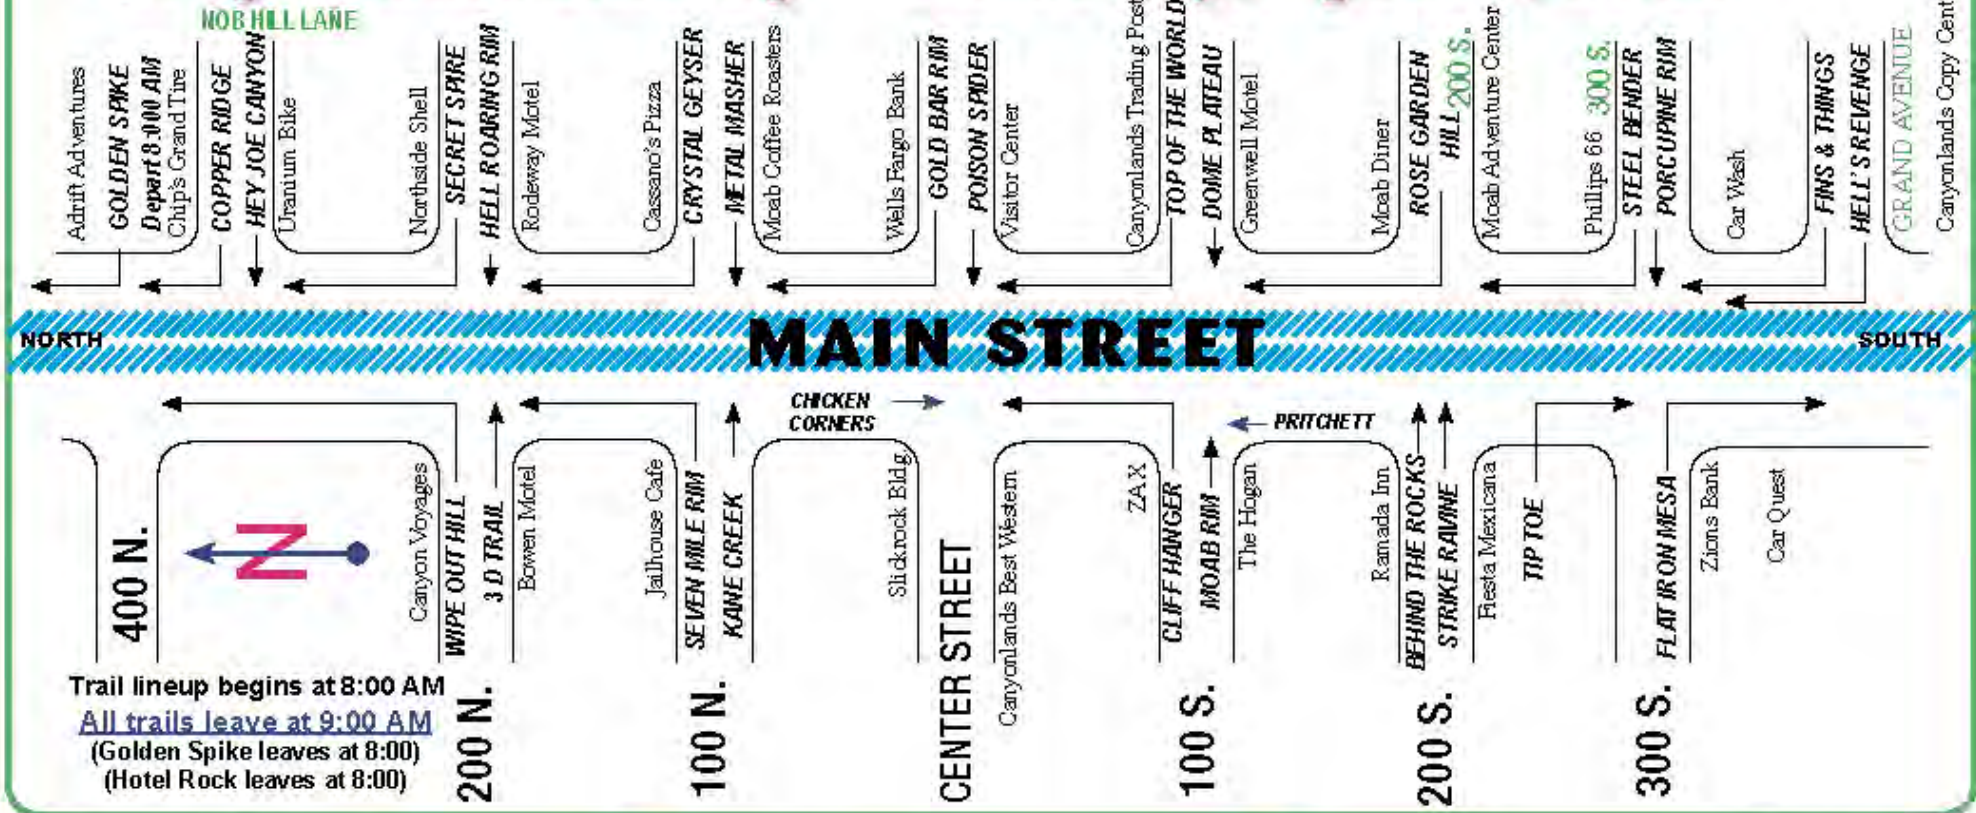 NOB HILL LANE
Adrift Adventures
GOLDEN SPIKE
Depart 8:000 AM
Chip's Grand Tire
COPPER RIDGE
HEY JOE CANYON
Uranium Bike
Northside Shell
SECRET SPIRE
HELL ROARING RIM
Rodeway Motel
Cassano's Pizza
CRYSTAL GEYSER
METAL MASHER
Moab Coffee Roasters
Wells Fargo Bank
GOLD BAR RIM
POISON SPIDER
Visitor Center
Canyonlands Trading Post
TOP OF THE WORLD
DOME PLATEAU
Greenwell Motel
Moab Diner
ROSE GARDEN
HILL
200 S.
Moab Adventure Center
Phillips 66
300 S.
STEEL BENDER
PORCUPINE RIM
Car Wash
FINS & THINGS
HELL'S REVENGE
GRAND AVENUE
Canyonlands Copy Cent
NORTH
MAIN STREET
SOUTH
CHICKEN
CORNERS
PRITCHETT
400 N.
N
Canyon Voyages
WIPE OUT HILL
3 D TRAIL
Bowen Motel
Jailhouse Cafe
SEVEN MILE RIM
KANE CREEK
Slickrock Bldg.
CENTER STREET
Canyonlands Best Western
ZAX
CLIFF HANGER
MOAB RIM
The Hogan
Ramada Inn
BEHIND THE ROCKS
STRIKE RAVINE
Fiesta Mexicana
TIP TOE
FLAT IRON MESA
Zions Bank
Car Quest
Trail lineup begins at 8:00 AM
All trails leave at 9:00 AM
(Golden Spike leaves at 8:00)
(Hotel Rock leaves at 8:00)
200 N.
100 N.
100 S.
200 S.
300 S.